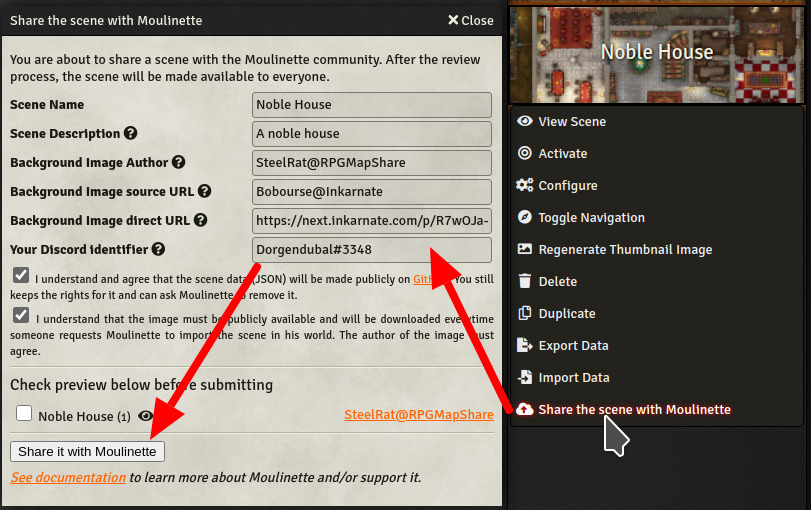 Share the scene with Moulinette
Close
You are about to share a scene with the Moulinette community. After the review
process, the scene will be made available to everyone.
Scene Name
Noble House
Scene Description
A noble house
Background Image Author
SteelRat@RPGMapShare
Background Image source URL
Bobourse@Inkarnate
Background Image direct URL
https://next.inkarnate.com/p/R7wOJa-
Your Discord identifier
Dorgendubal#3348
I understand and agree that the scene data (JSON) will be made publicly on You still
keeps the rights for it and can ask Moulinette to remove it.
I understand that the image must be publicly available and will be downloaded everytime
someone requests Moulinette to import the scene in his world. The author of the image must
agree.
Check preview below before submitting
Noble House (1)
SteelRat@RPGMapShare
Share it with Moulinette
See documentation to learn more about Moulinette and/or support it.
Noble House
View Scene
Activate
Configure
Toggle Navigation
Regenerate Thumbnail Image
Delete
Duplicate
Export Data
Import Data
Share the scene with Moulinette